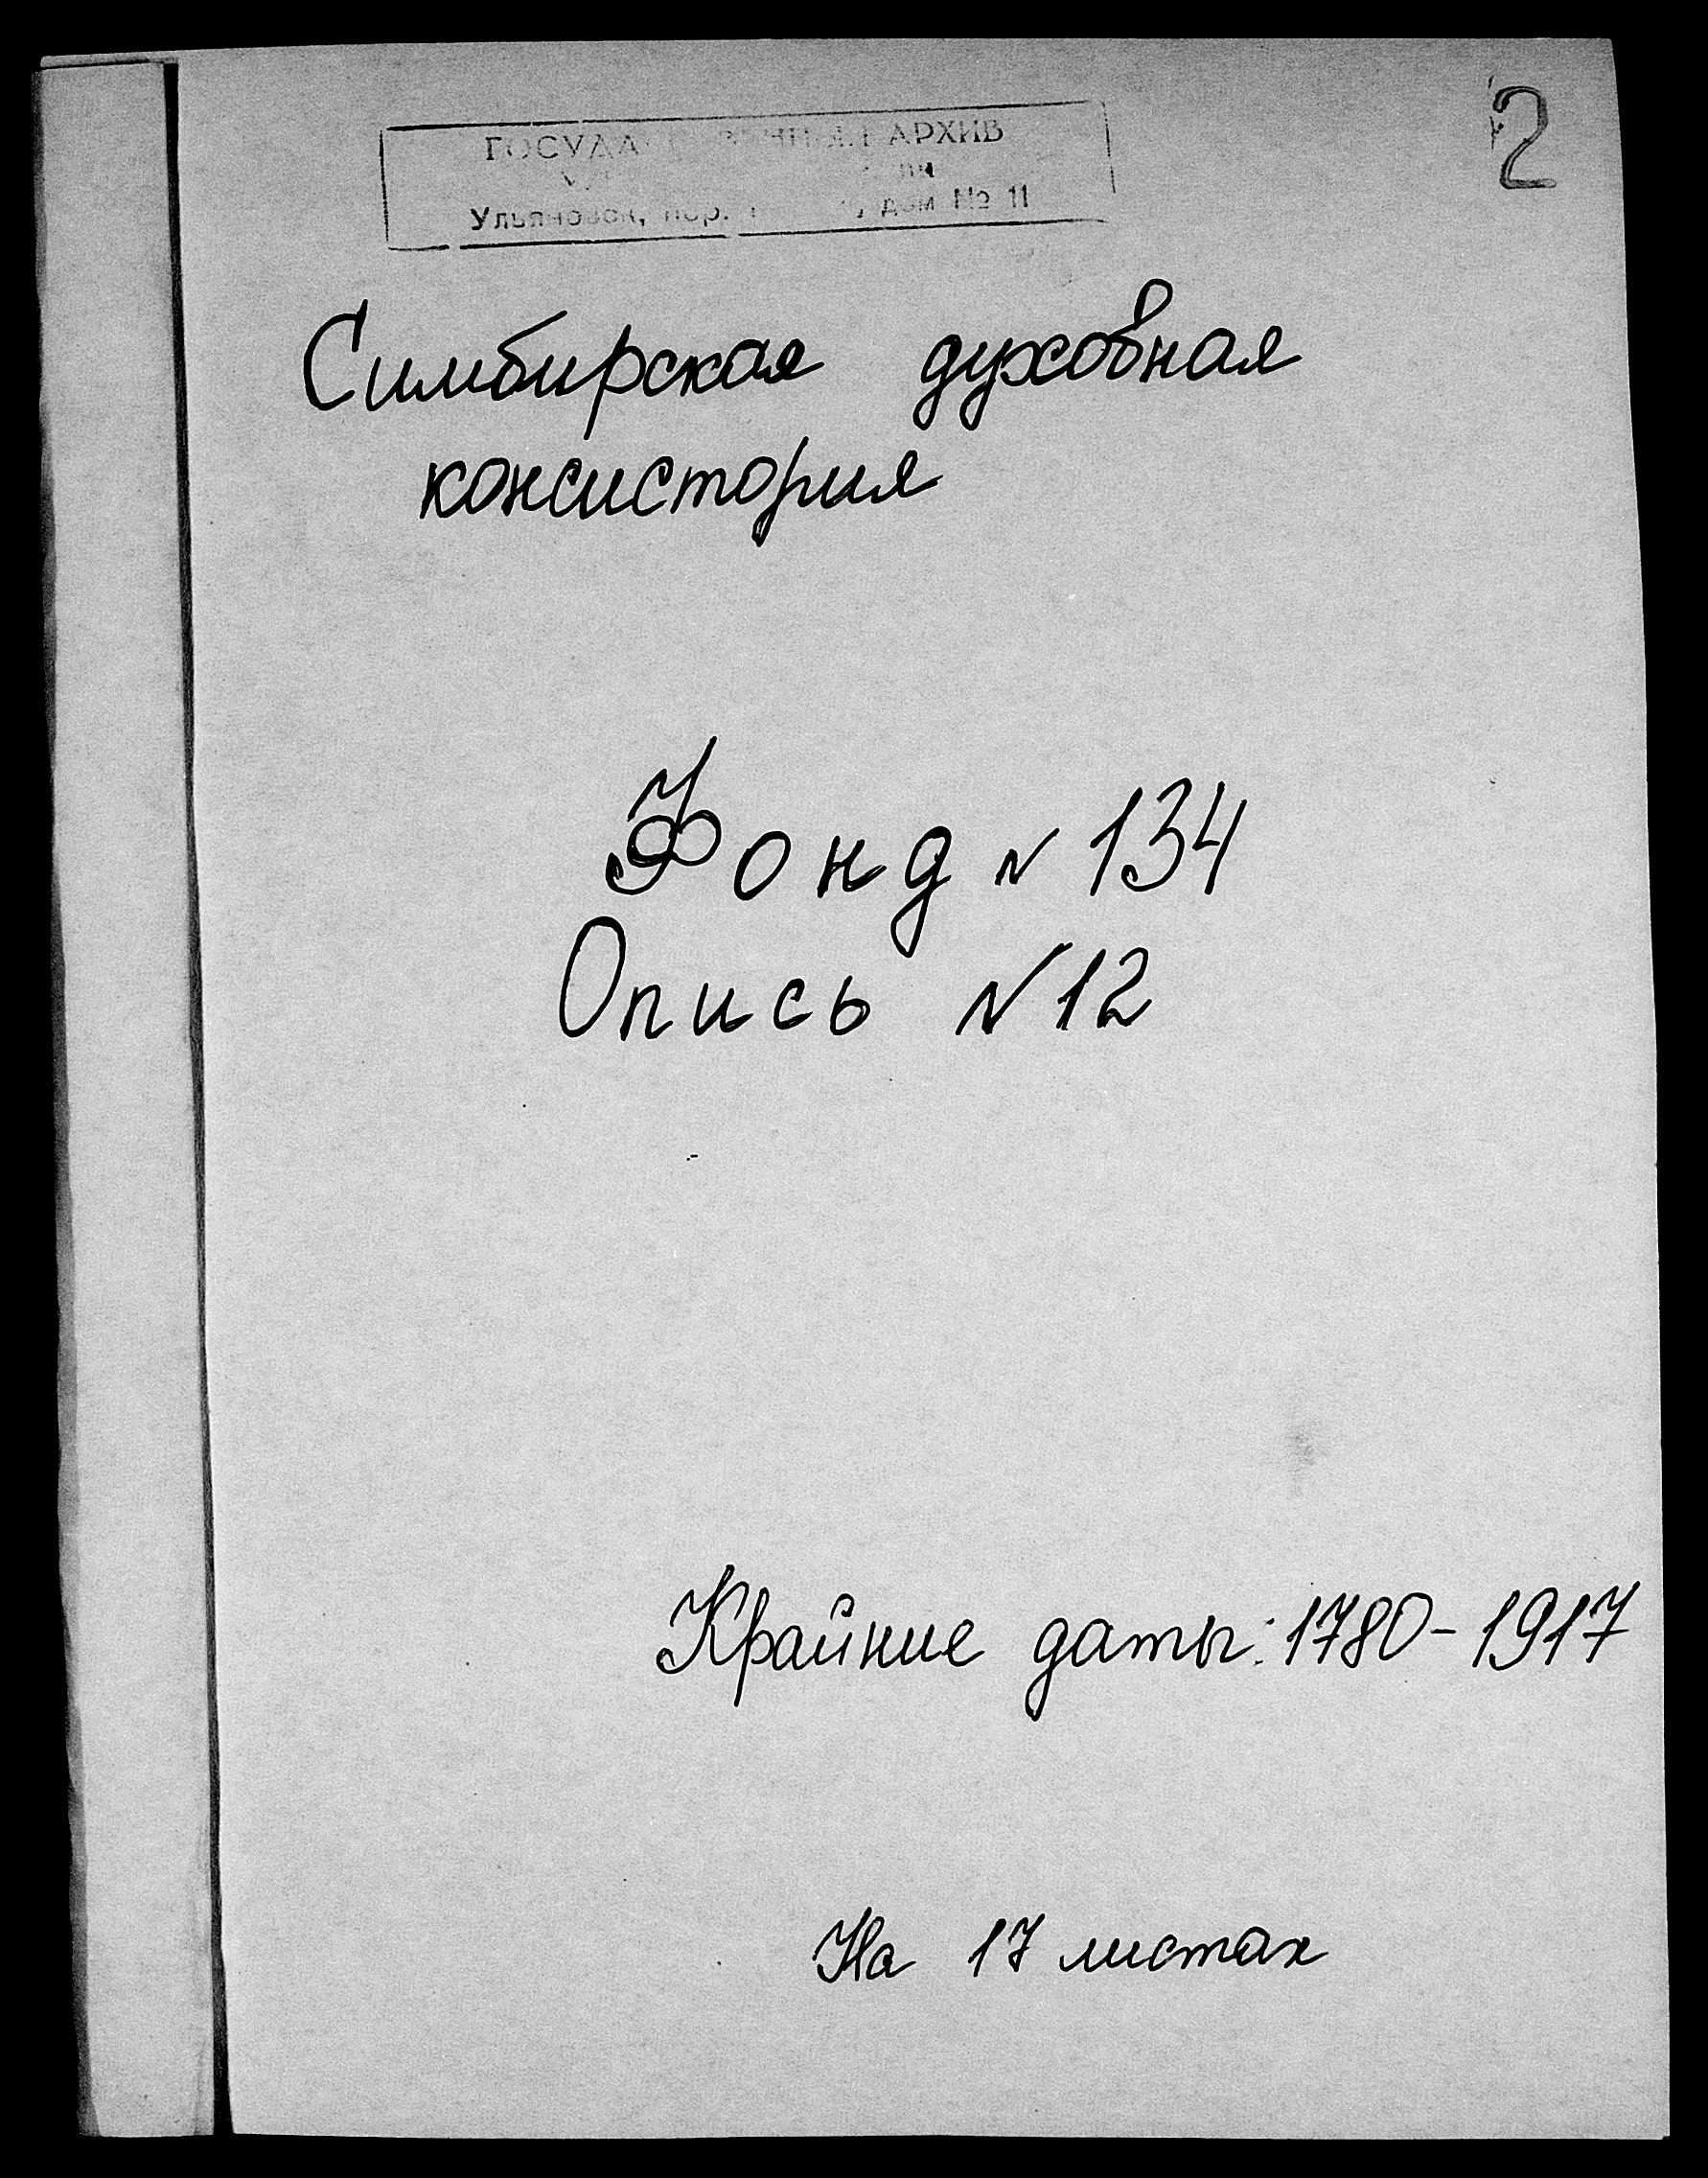 2
АРХИВ
дом № 11
Симбирская духовная
консистория
Фонд № 134
Опись № 12
Крайние даты: 1780-1917
На 17 листах